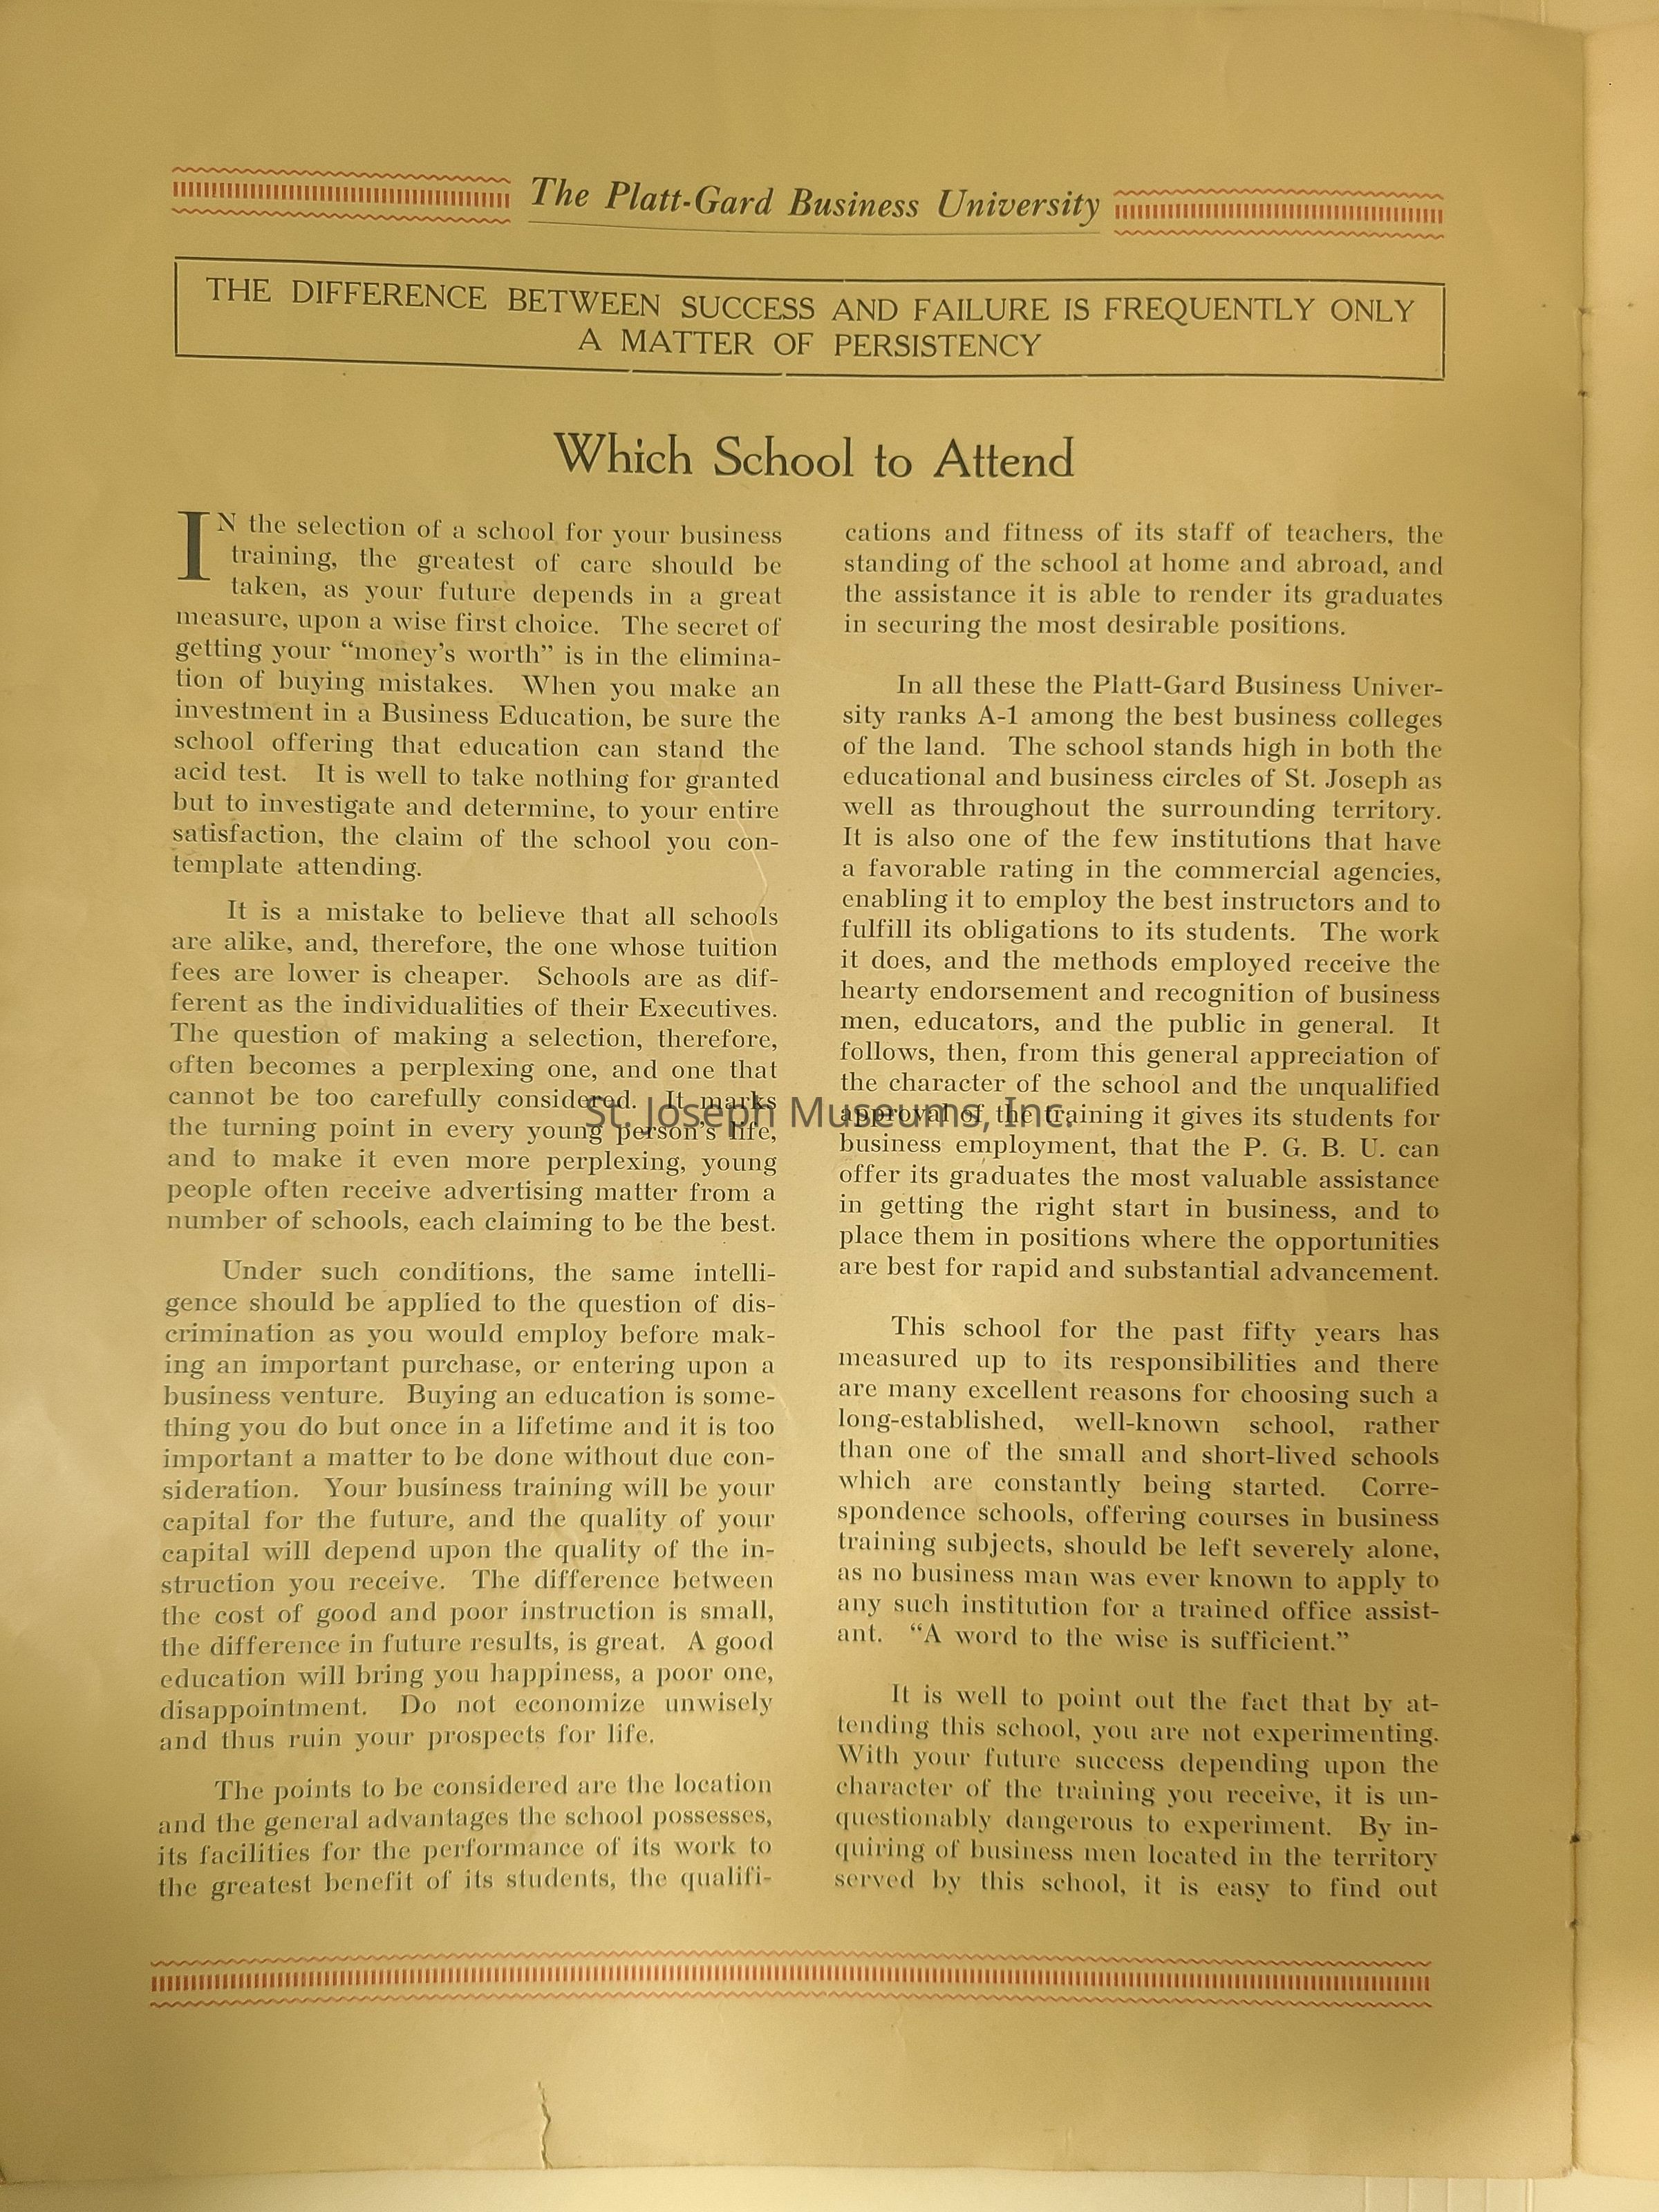 The Platt-Gard Business University
THE DIFFERENCE BETWEEN SUCCESS AND FAILURE IS FREQUENTLY ONLY
A MATTER OF PERSISTENCY
Which School to Attend
IN the selection of a school for your business
training, the greatest of care should be
taken, as your future depends in a great
measure, upon a wise first choice. The secret of
getting your “money’s worth” is in the elimina-
tion of buying mistakes. When you make an
investment in a Business Education, be sure the
school offering that education can stand the
acid test. It is well to take nothing for granted
but to investigate and determine, to your entire
satisfaction, the claim of the school you con-
template attending.
It is a mistake to believe that all schools
are alike, and, therefore, the one whose tuition
fees are lower is cheaper. Schools are as dif-
ferent as the individualities of their Executives.
The question of making a selection, therefore,
often becomes a perplexing one, and one that
cannot be too carefully considered. It marks
the turning point in every young person’s life,
and to make it even more perplexing, young
people often receive advertising matter from a
number of schools, each claiming to be the best.
Under such conditions, the same intelli-
gence should be applied to the question of dis-
crimination as you would employ before mak-
ing an important purchase, or entering upon a
business venture. Buying an education is some-
thing you do but once in a lifetime and it is too
important a matter to be done without due con-
sideration. Your business training will be your
capital for the future, and the quality of your
capital will depend upon the quality of the in-
struction you receive. The difference between
the cost of good and poor instruction is small,
the difference in future results, is great. A good
education will bring you happiness, a poor one,
disappointment. Do not economize unwisely
and thus ruin your prospects for life.
The points to be considered are the location
and the general advantages the school possesses,
its facilities for the performance of its work to
the greatest benefit of its students, the qualifi-
cations and fitness of its staff of teachers, the
standing of the school at home and abroad, and
the assistance it is able to render its graduates
in securing the most desirable positions.
In all these the Platt-Gard Business Univer-
sity ranks A-1 among the best business colleges
of the land. The school stands high in both the
educational and business circles of St. Joseph as
well as throughout the surrounding territory.
It is also one of the few institutions that have
a favorable rating in the commercial agencies,
enabling it to employ the best instructors and to
fulfill its obligations to its students. The work
it does, and the methods employed receive the
hearty endorsement and recognition of business
men, educators, and the public in general. It
follows, then, from this general appreciation of
the character of the school and the unqualified
approval of the training it gives its students for
business employment, that the P. G. B. U. can
offer its graduates the most valuable assistance
in getting the right start in business, and to
place them in positions where the opportunities
are best for rapid and substantial advancement.
This school for the past fifty years has
measured up to its responsibilities and there
are many excellent reasons for choosing such a
long-established, well-known school, rather
than one of the small and short-lived schools
which are constantly being started. Corre-
spondence schools, offering courses in business
training subjects, should be left severely alone,
as no business man was ever known to apply to
any such institution for a trained office assist-
ant. “A word to the wise is sufficient.”
It is well to point out the fact that by at-
tending this school, you are not experimenting.
With your future success depending upon the
character of the training you receive, it is un-
questionably dangerous to experiment. By in-
quiring of business men located in the territory
served by this school, it is easy to find out
St. Joseph Museums, Inc.